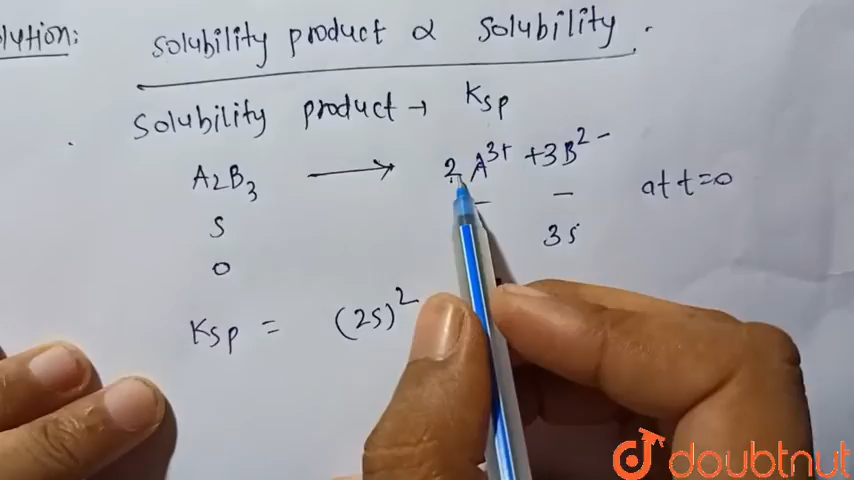 lution:
Solubility product ∝ Solubility.
Solubility product → Ksp
A2B3 → 2A3+ + 3B2-
- - at t=0
S 3S
0
Ksp = (2S)2
doubtnut